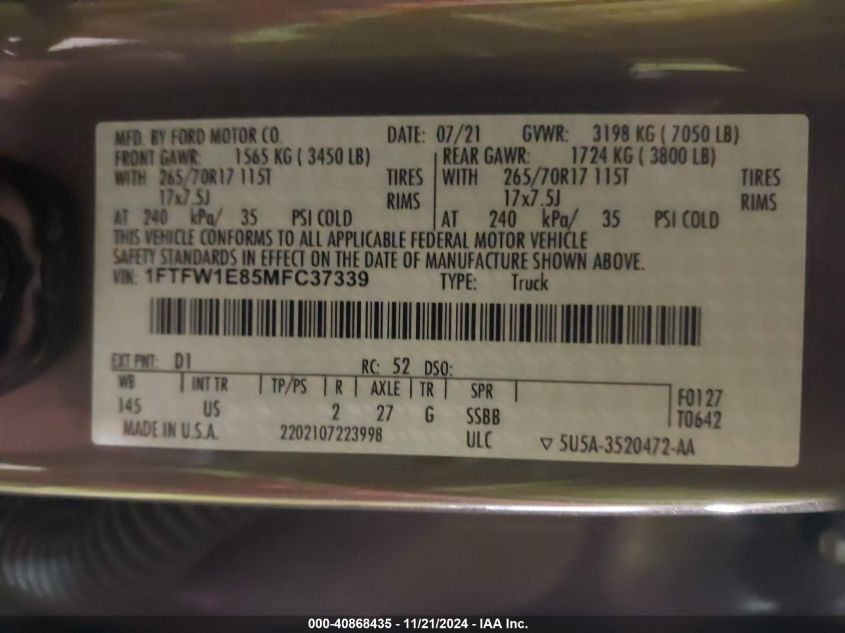 MFD. BY FORD MOTOR CO. DATE: 07/21 GVWR: 3198 KG ( 7050 LB)
FRONT GAWR: 1565 KG ( 3450 LB) REAR GAWR: 1724 KG ( 3800 LB)
WITH 265/70R17 115T TIRES WITH 265/70R17 115T TIRES
17x7.5J RIMS 17x7.5J RIMS
AT 240 kPa/ 35 PSI COLD AT 240 kPa/ 35 PSI COLD
THIS VEHICLE CONFORMS TO ALL APPLICABLE FEDERAL MOTOR VEHICLE
SAFETY STANDARDS IN EFFECT ON THE DATE OF MANUFACTURE SHOWN ABOVE.
VIN: 1FTFW1E85MFC37339 TYPE: Truck
EXT PNT: D1 RC: 52 DSO:
WB INT TR TP/PS R AXLE TR SPR F0127
145 US 2 27 G SSBB T0642
MADE IN U.S.A. 2202107223998 ULC ▽ 5U5A-3520472-AA
000-40868435 - 11/21/2024 - IAA Inc.